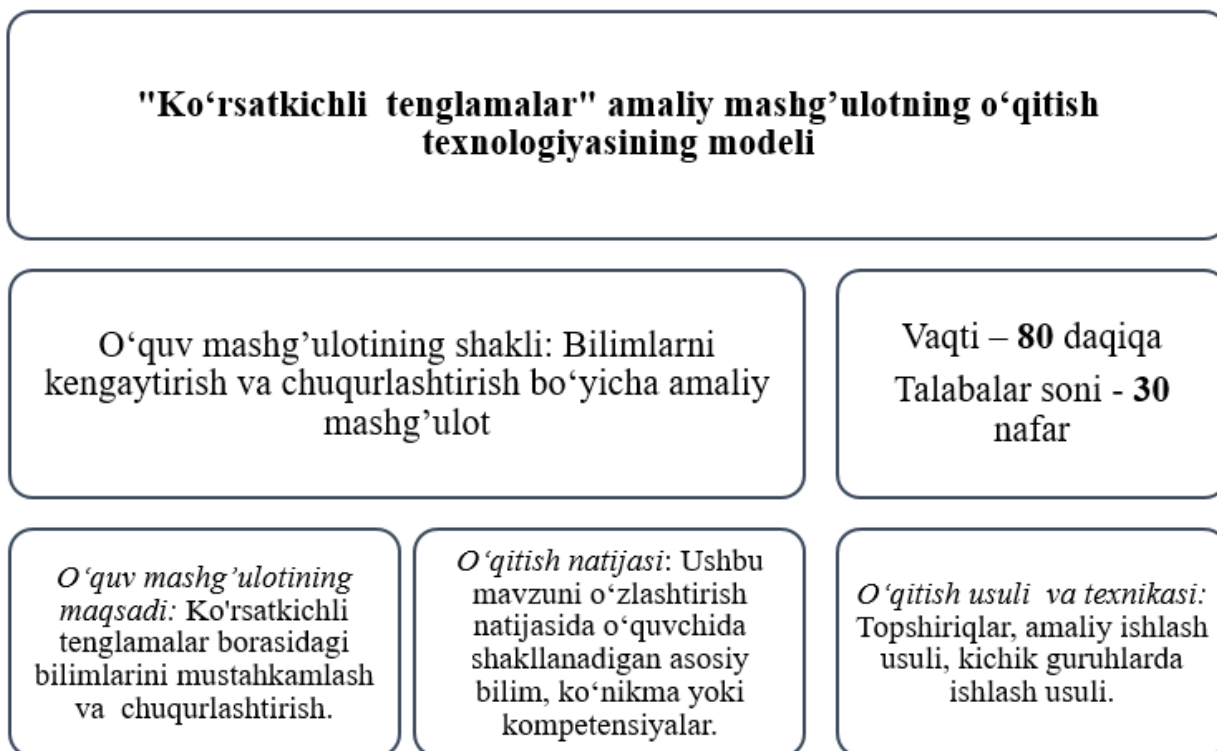 "Ko‘rsatkichli  tenglamalar" amaliy mashg’ulotning o‘qitish
texnologiyasining modeli
O‘quv mashg’ulotining shakli: Bilimlarni
kengaytirish va chuqurlashtirish bo‘yicha amaliy
mashg’ulot
Vaqti – 80 daqiqa
Talabalar soni - 30
nafar
O‘quv mashg’ulotining
maqsadi: Ko'rsatkichli
tenglamalar borasidagi
bilimlarini mustahkamlash
va  chuqurlashtirish.
O‘qitish natijasi: Ushbu
mavzuni o‘zlashtirish
natijasida o‘quvchida
shakllanadigan asosiy
bilim, ko‘nikma yoki
kompetensiyalar.
O‘qitish usuli  va texnikasi:
Topshiriqlar, amaliy ishlash
usuli, kichik guruhlarda
ishlash usuli.